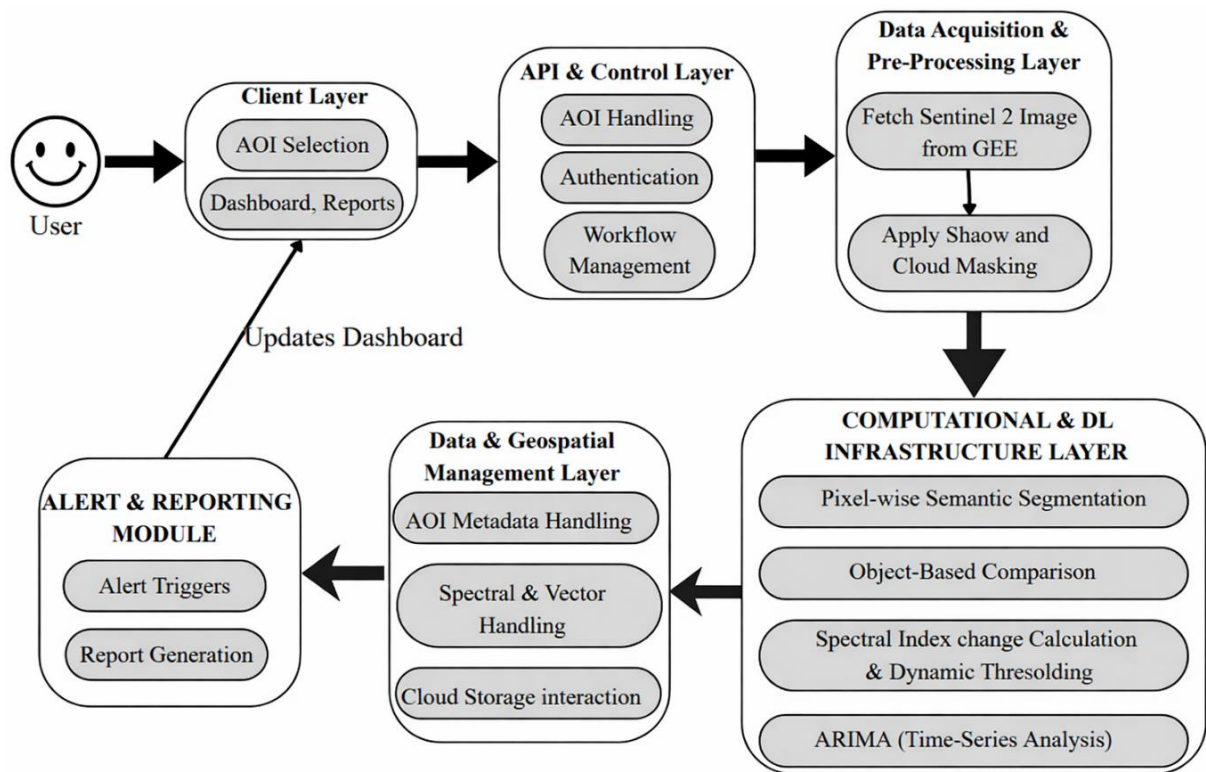 User
Client Layer
AOI Selection
Dashboard, Reports
API & Control Layer
AOI Handling
Authentication
Workflow
Management
Data Acquisition &
Pre-Processing Layer
Fetch Sentinel 2 Image
from GEE
Apply Shaow and
Cloud Masking
COMPUTATIONAL & DL
INFRASTRUCTURE LAYER
Pixel-wise Semantic Segmentation
Object-Based Comparison
Spectral Index change Calculation
& Dynamic Thresolding
ARIMA (Time-Series Analysis)
Data & Geospatial
Management Layer
AOI Metadata Handling
Spectral & Vector
Handling
Cloud Storage interaction
ALERT & REPORTING
MODULE
Alert Triggers
Report Generation
Updates Dashboard